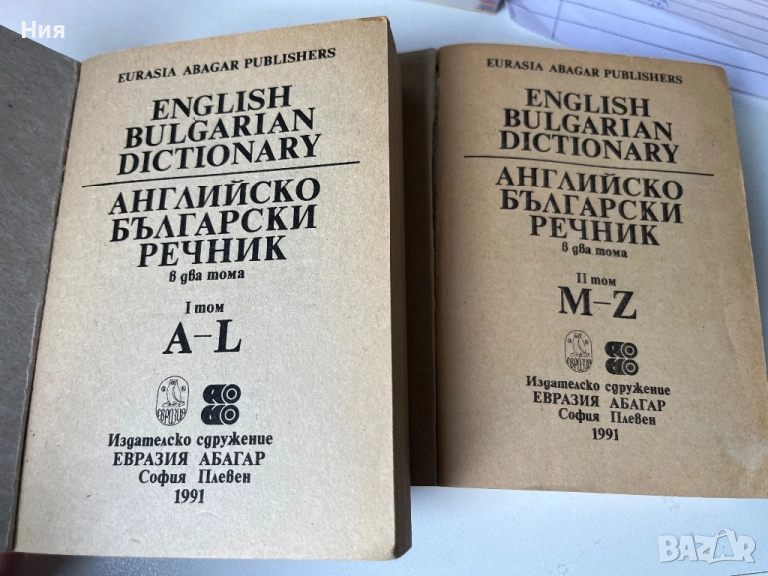 Ния
EURASIA ABAGAR PUBLISHERS
ENGLISH
BULGARIAN
DICTIONARY
АНГЛИЙСКО
БЪЛГАРСКИ
РЕЧНИК
в два тома
I том
A–L
ЕВРАЗИЯ
Издателско сдружение
ЕВРАЗИЯ АБАГАР
София Плевен
1991
EURASIA ABAGAR PUBLISHERS
ENGLISH
BULGARIAN
DICTIONARY
АНГЛИЙСКО
БЪЛГАРСКИ
РЕЧНИК
в два тома
II том
M–Z
Издателско сдружение
ЕВРАЗИЯ АБАГАР
София Плевен
1991
BAZAR